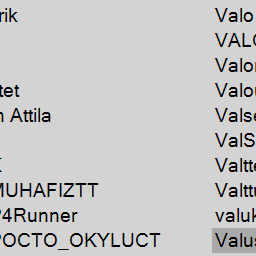 rik Valo
VALO
Valor
tet Valou
Attila Valse
ValS
Valtte
MUHAFIZTT Valttu
4Runner valuk
POCTO_OKYLUCT Valus